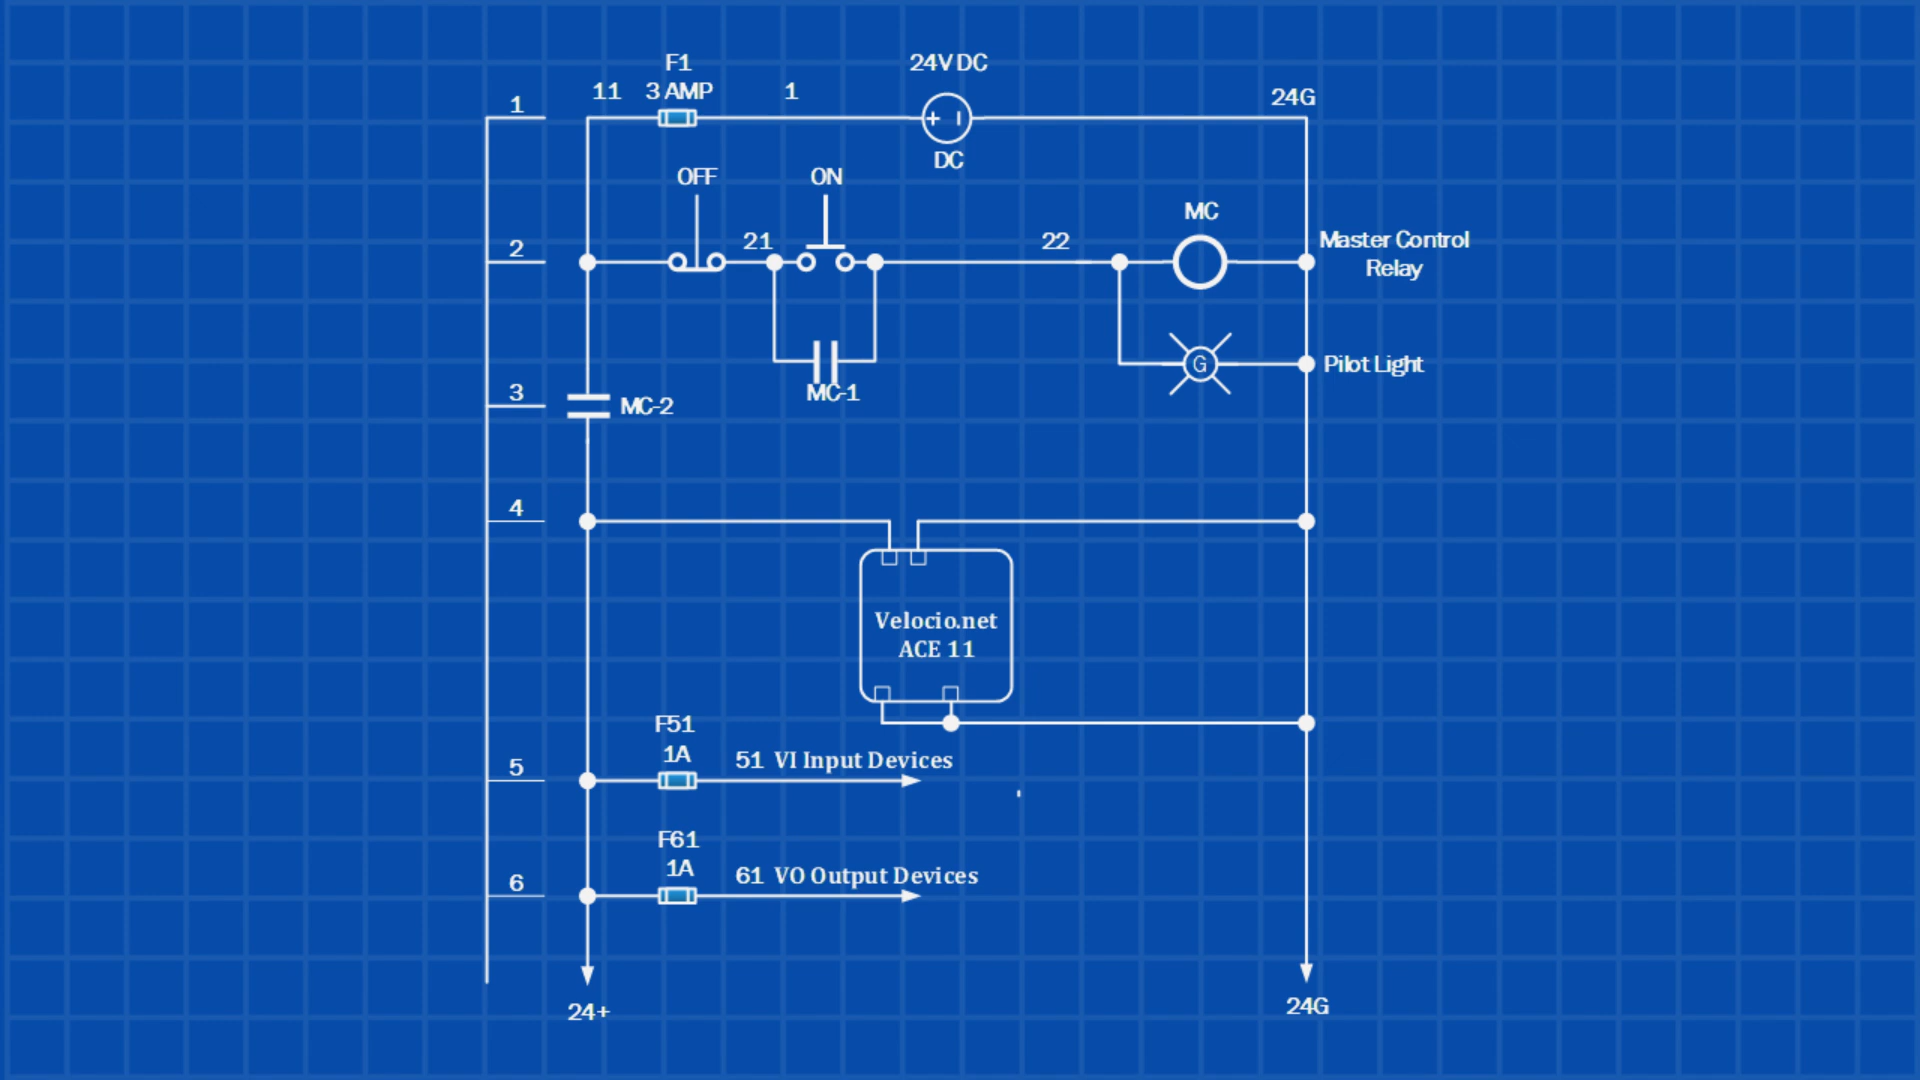 F1
24V DC
11 3 AMP 1
24G
1
+ -
DC
OFF
ON
MC
21
22
2
Master Control
Relay
G
Pilot Light
MC-1
3
MC-2
4
Velocio.net
ACE 11
F51
1A
51 VI Input Devices
5
F61
1A
61 VO Output Devices
6
24+
24G